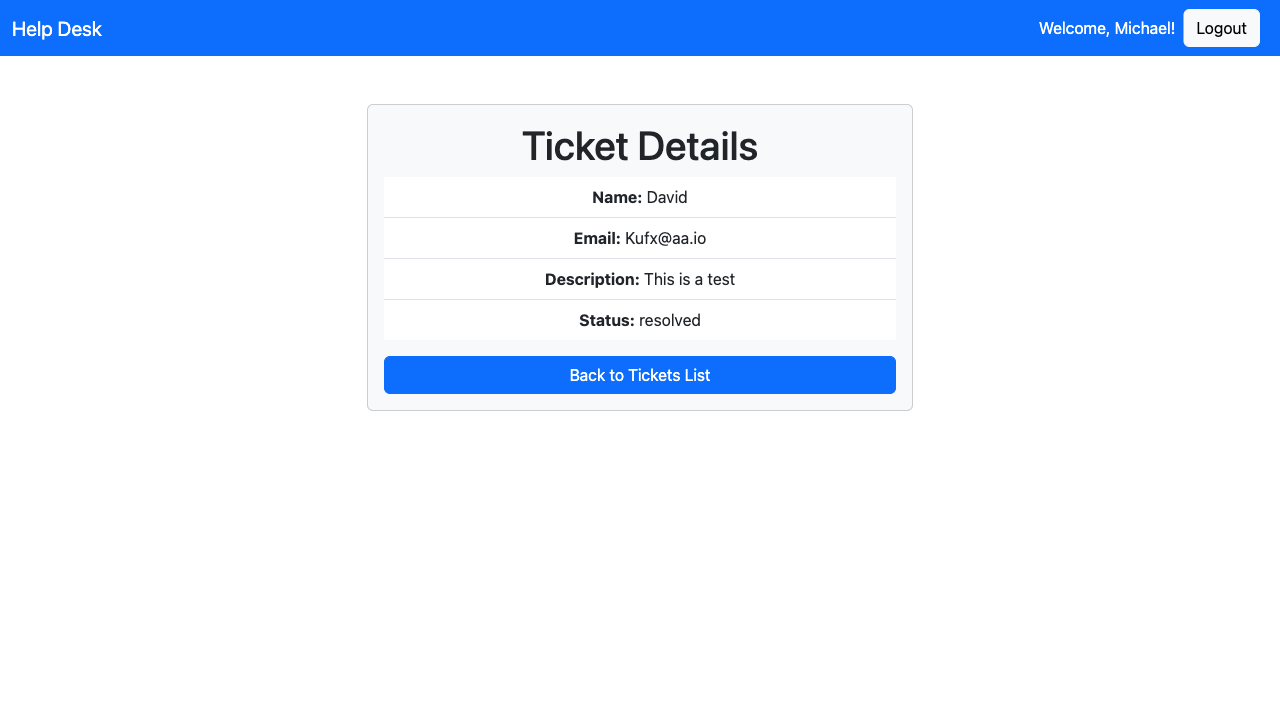 Help Desk
Welcome, Michael!
Logout
Ticket Details
Name: David
Email: Kufx@aa.io
Description: This is a test
Status: resolved
Back to Tickets List